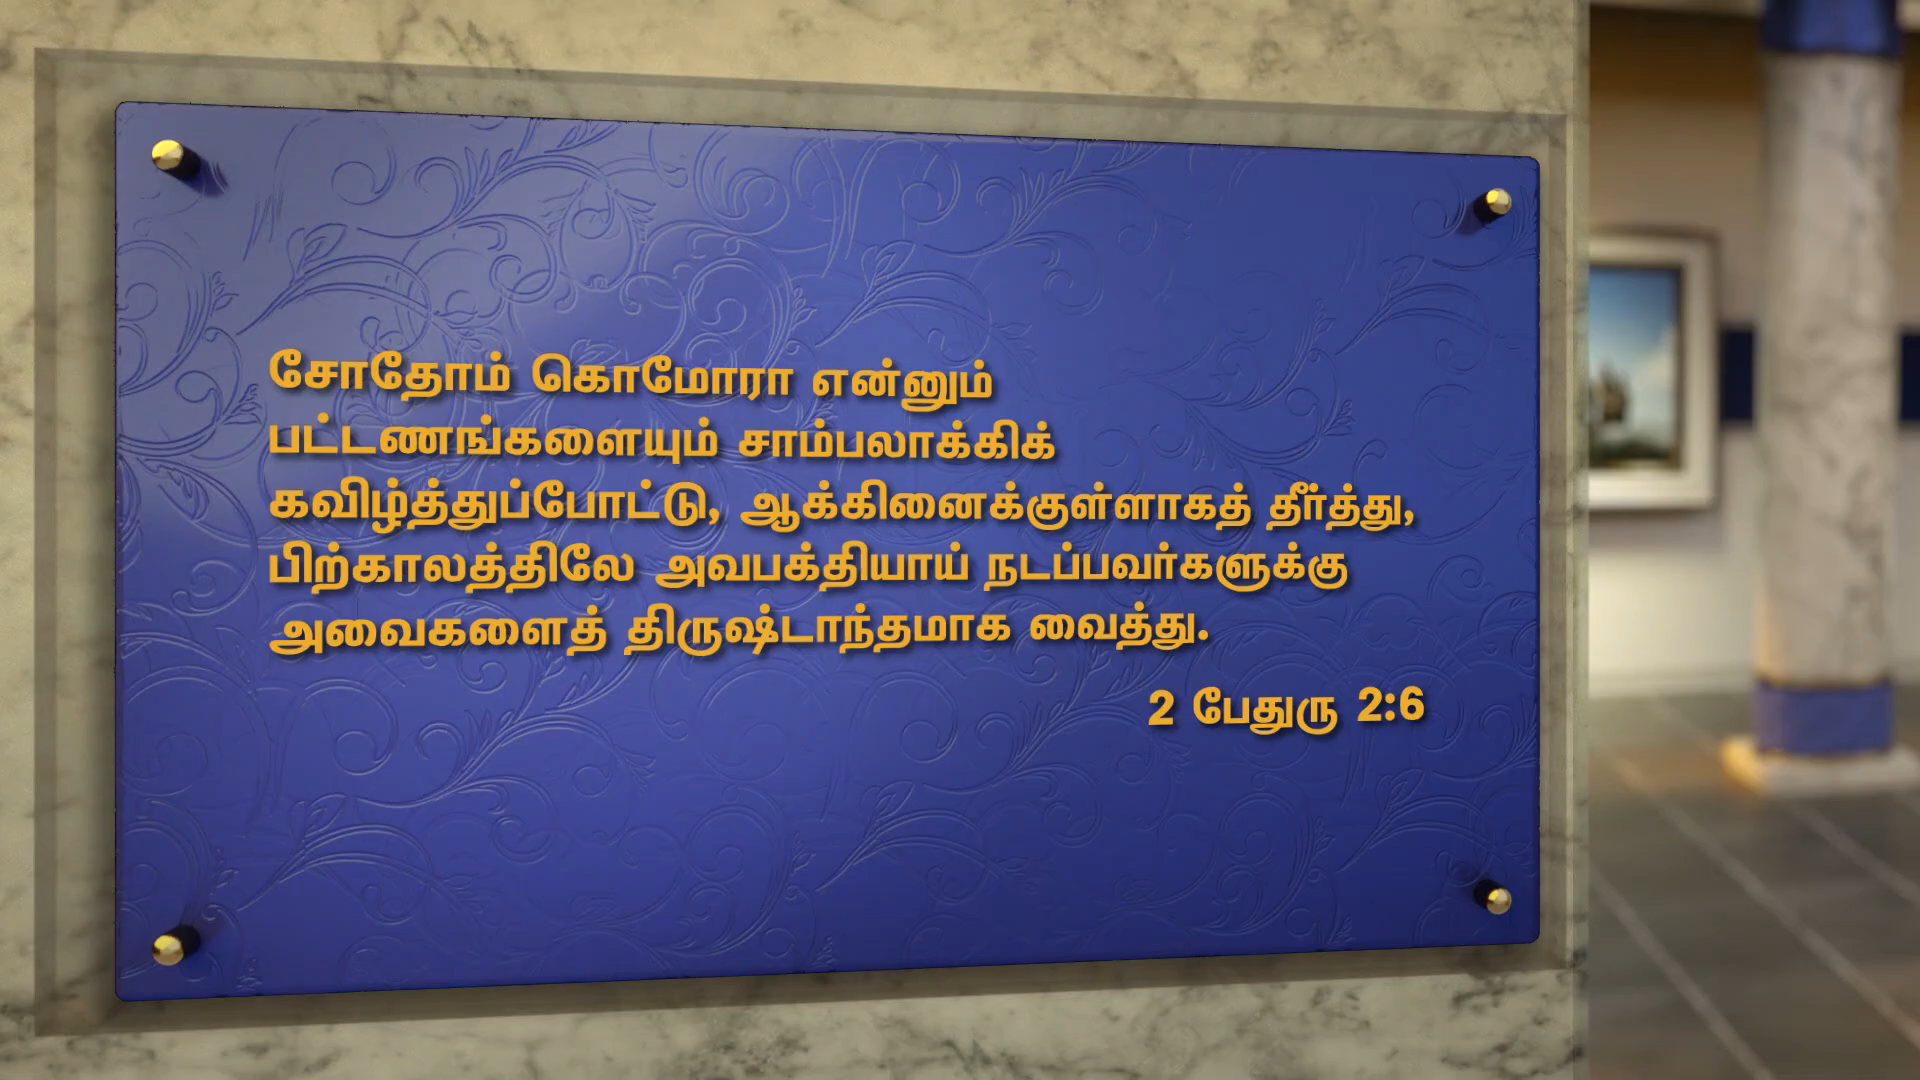 சோதோம் கொமோரா என்னும்
பட்டணங்களையும் சாம்பலாக்கிக்
கவிழ்த்துப்போட்டு, ஆக்கினைக்குள்ளாகத் தீர்த்து,
பிற்காலத்திலே அவபக்தியாய் நடப்பவர்களுக்கு
அவைகளைத் திருஷ்டாந்தமாக வைத்து.
2 பேதுரு 2:6